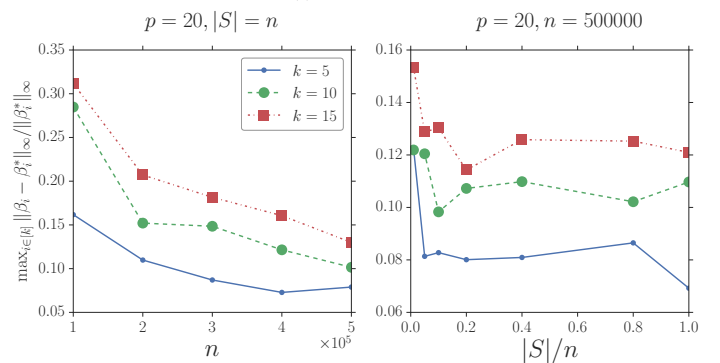 p = 20, |S| = n
p = 20, n = 500000
max_{i∈[k]} ||β_i − β_i^*||_∞/||β_i^*||_∞
0.35
0.30
0.25
0.20
0.15
0.10
0.05
k = 5
k = 10
k = 15
1 2 3 4 5
×10^5
n
0.16
0.14
0.12
0.10
0.08
0.06
0.0 0.2 0.4 0.6 0.8 1.0
|S|/n